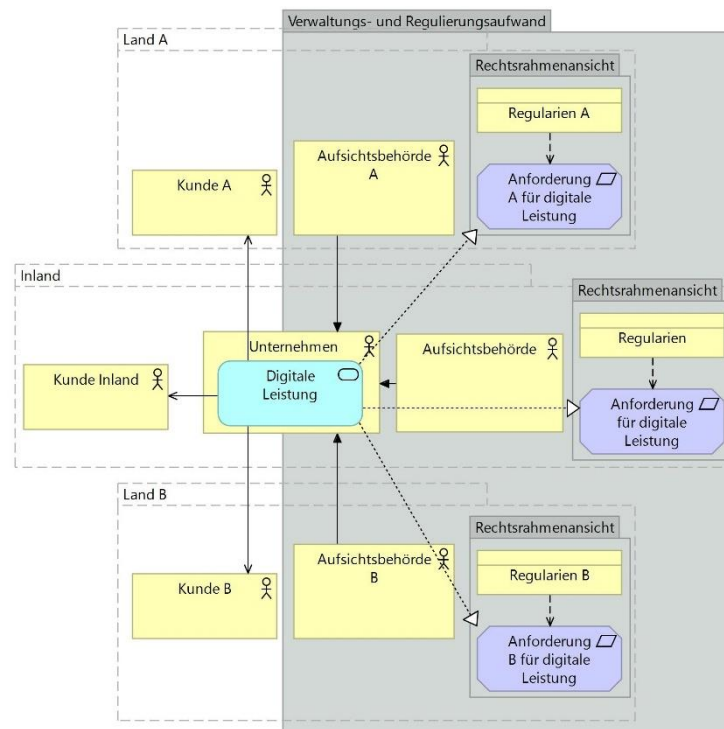 Verwaltungs- und Regulierungsaufwand
Land A
Rechtsrahmenansicht
Regularien A
Aufsichtsbehörde
A
Kunde A
Anforderung
A für digitale
Leistung
Inland
Rechtsrahmenansicht
Regularien
Unternehmen
Aufsichtsbehörde
Kunde Inland
Digitale
Leistung
Anforderung
für digitale
Leistung
Land B
Rechtsrahmenansicht
Aufsichtsbehörde
B
Regularien B
Kunde B
Anforderung
B für digitale
Leistung